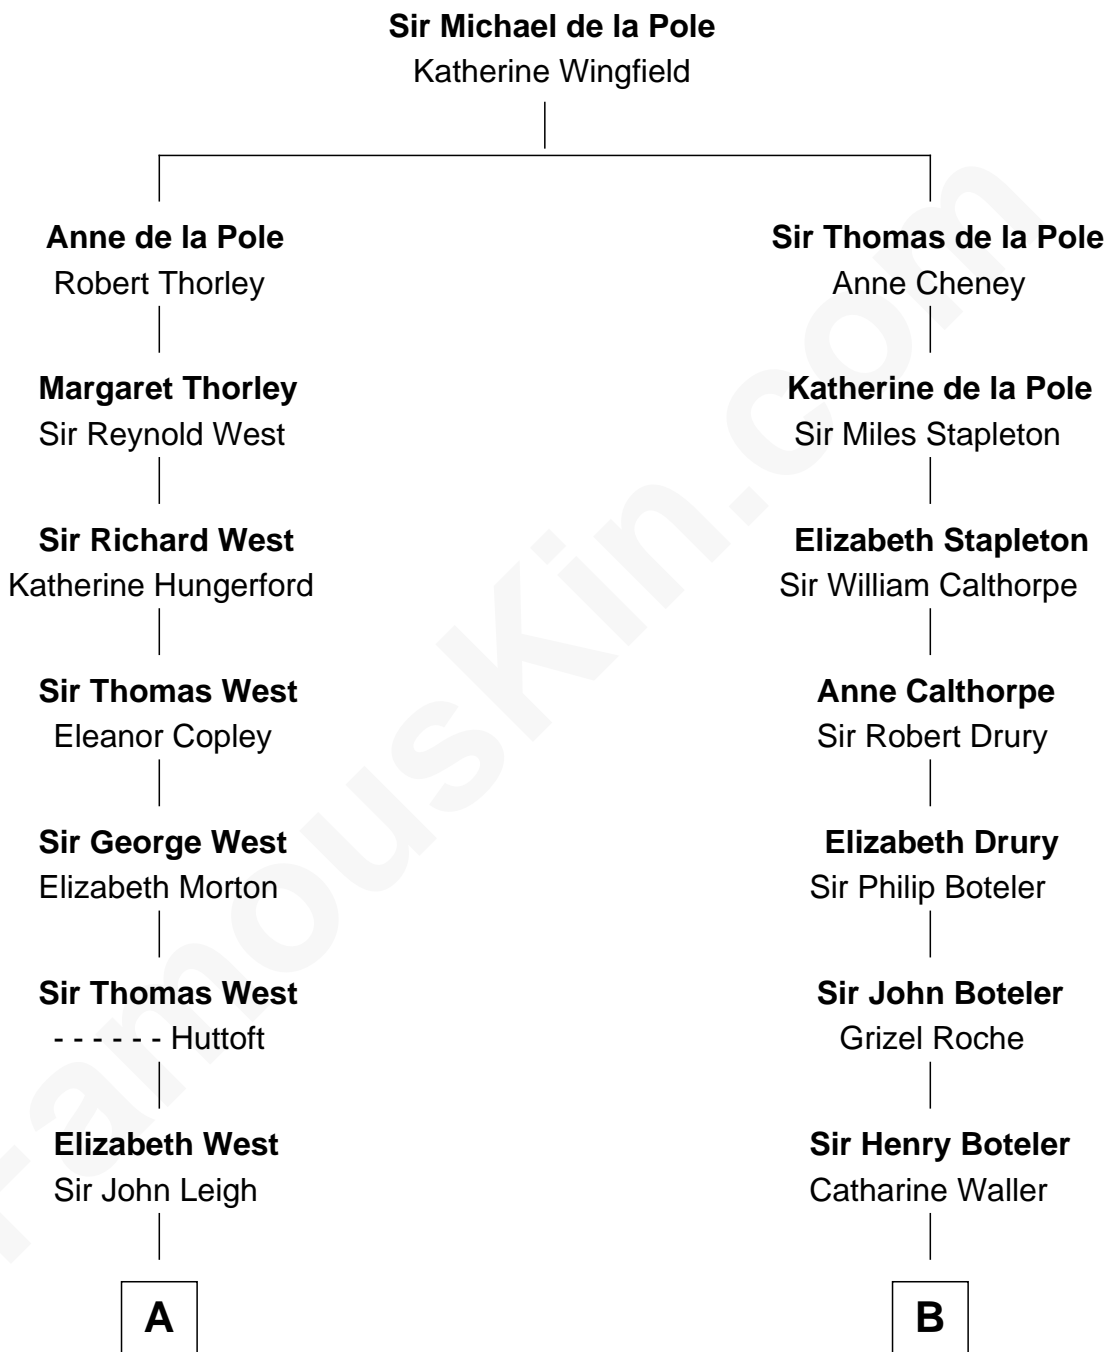 Sir Michael de la Pole
Katherine Wingfield
Anne de la Pole
Robert Thorley
Margaret Thorley
Sir Reynold West
Sir Richard West
Katherine Hungerford
Sir Thomas West
Eleanor Copley
Sir George West
Elizabeth Morton
Sir Thomas West
- - - - - - Huttoft
Elizabeth West
Sir John Leigh
A
Sir Thomas de la Pole
Anne Cheney
Katherine de la Pole
Sir Miles Stapleton
Elizabeth Stapleton
Sir William Calthorpe
Anne Calthorpe
Sir Robert Drury
Elizabeth Drury
Sir Philip Boteler
Sir John Boteler
Grizel Roche
Sir Henry Boteler
Catharine Waller
B
FamousKin.com